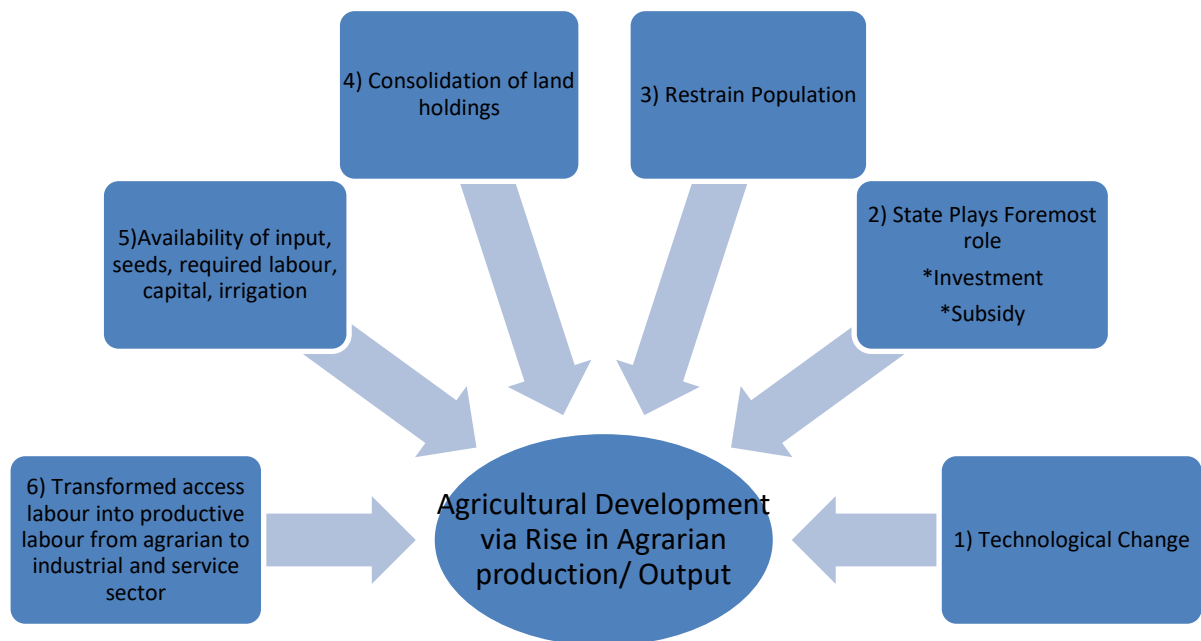 4) Consolidation of land
holdings
3) Restrain Population
5)Availability of input,
seeds, required labour,
capital, irrigation
2) State Plays Foremost
role
*Investment
*Subsidy
6) Transformed access
labour into productive
labour from agrarian to
industrial and service
sector
Agricultural Development
via Rise in Agrarian
production/ Output
1) Technological Change